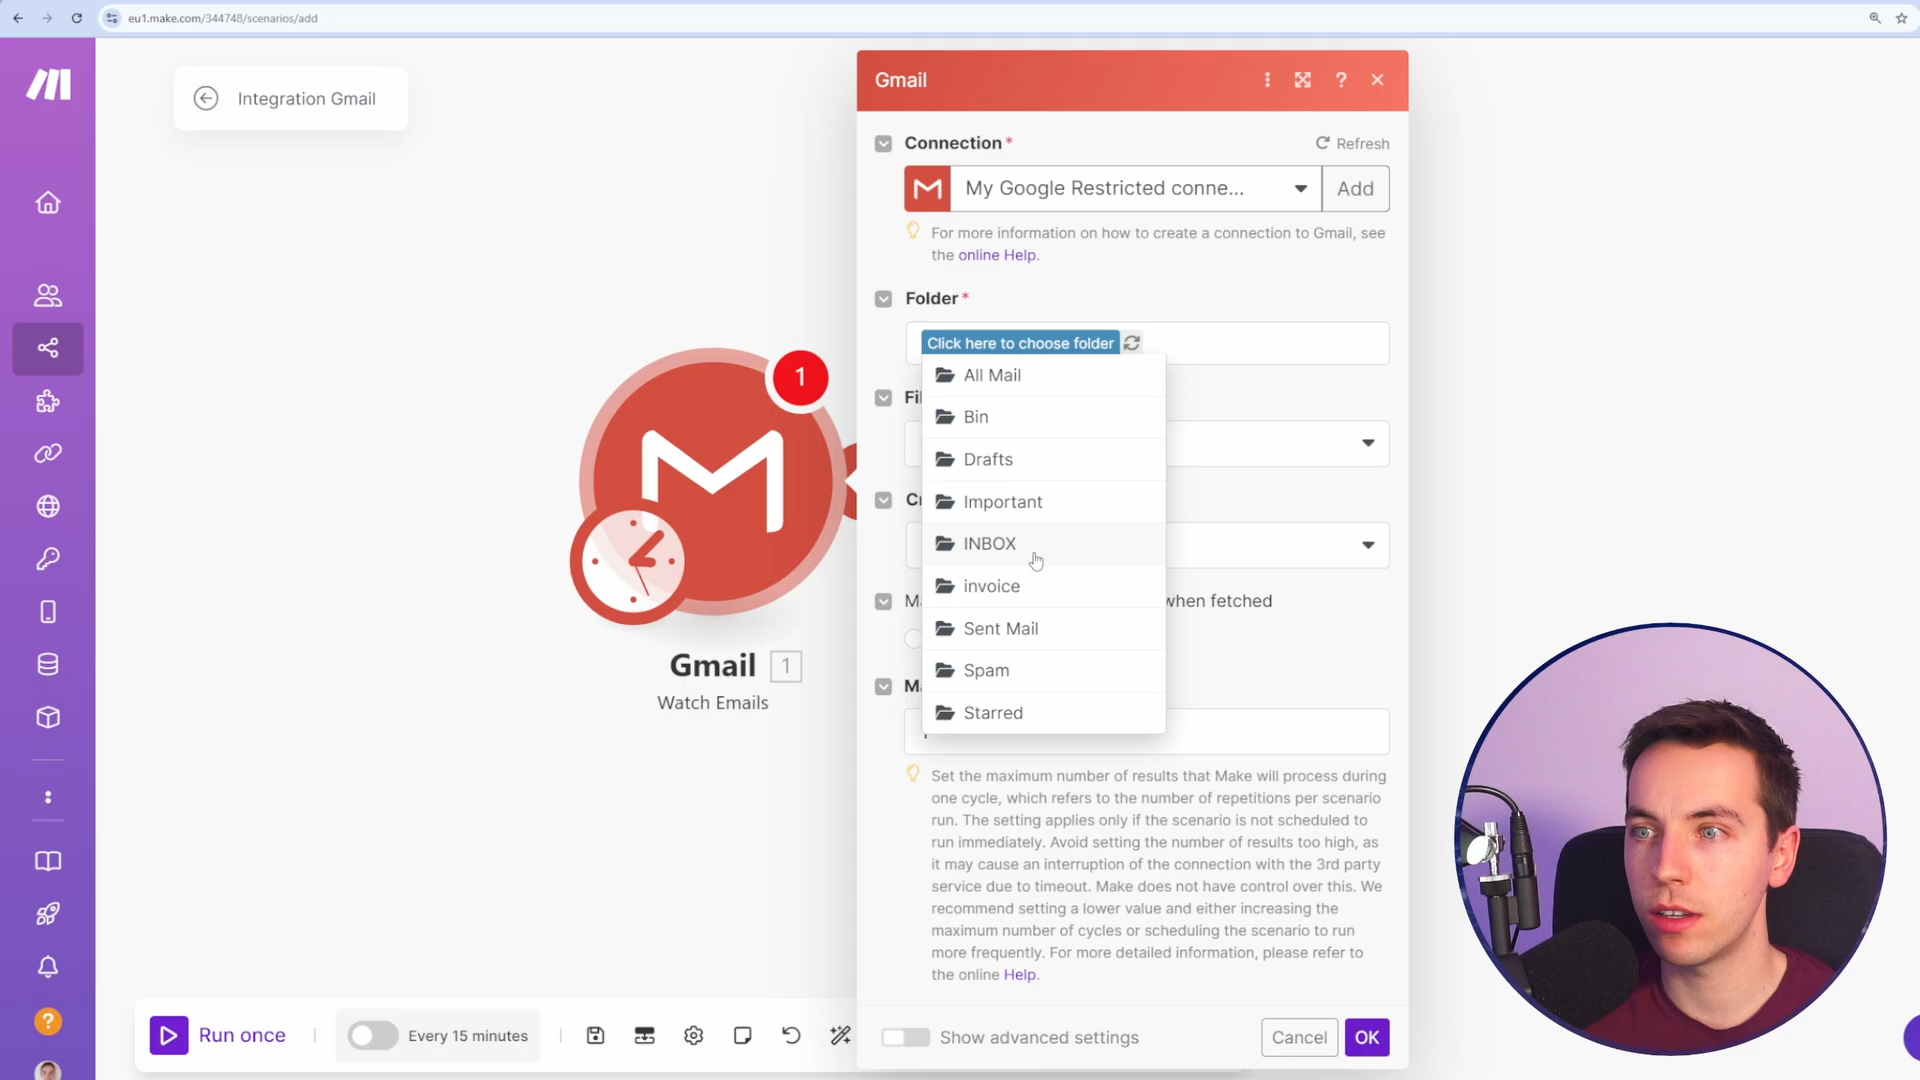 eu1.make.com/344748/scenarios/add
Integration Gmail
Gmail
?
Connection*
Refresh
My Google Restricted conne...
Add
For more information on how to create a connection to Gmail, see
the online Help.
Folder*
Click here to choose folder
All Mail
Bin
Drafts
Important
INBOX
invoice
Sent Mail
Spam
Starred
when fetched
1
Gmail 1
Watch Emails
Set the maximum number of results that Make will process during
one cycle, which refers to the number of repetitions per scenario
run. The setting applies only if the scenario is not scheduled to
run immediately. Avoid setting the number of results too high, as
it may cause an interruption of the connection with the 3rd party
service due to timeout. Make does not have control over this. We
recommend setting a lower value and either increasing the
maximum number of cycles or scheduling the scenario to run
more frequently. For more detailed information, please refer to
the online Help.
Run once
Every 15 minutes
Show advanced settings
Cancel
OK
?